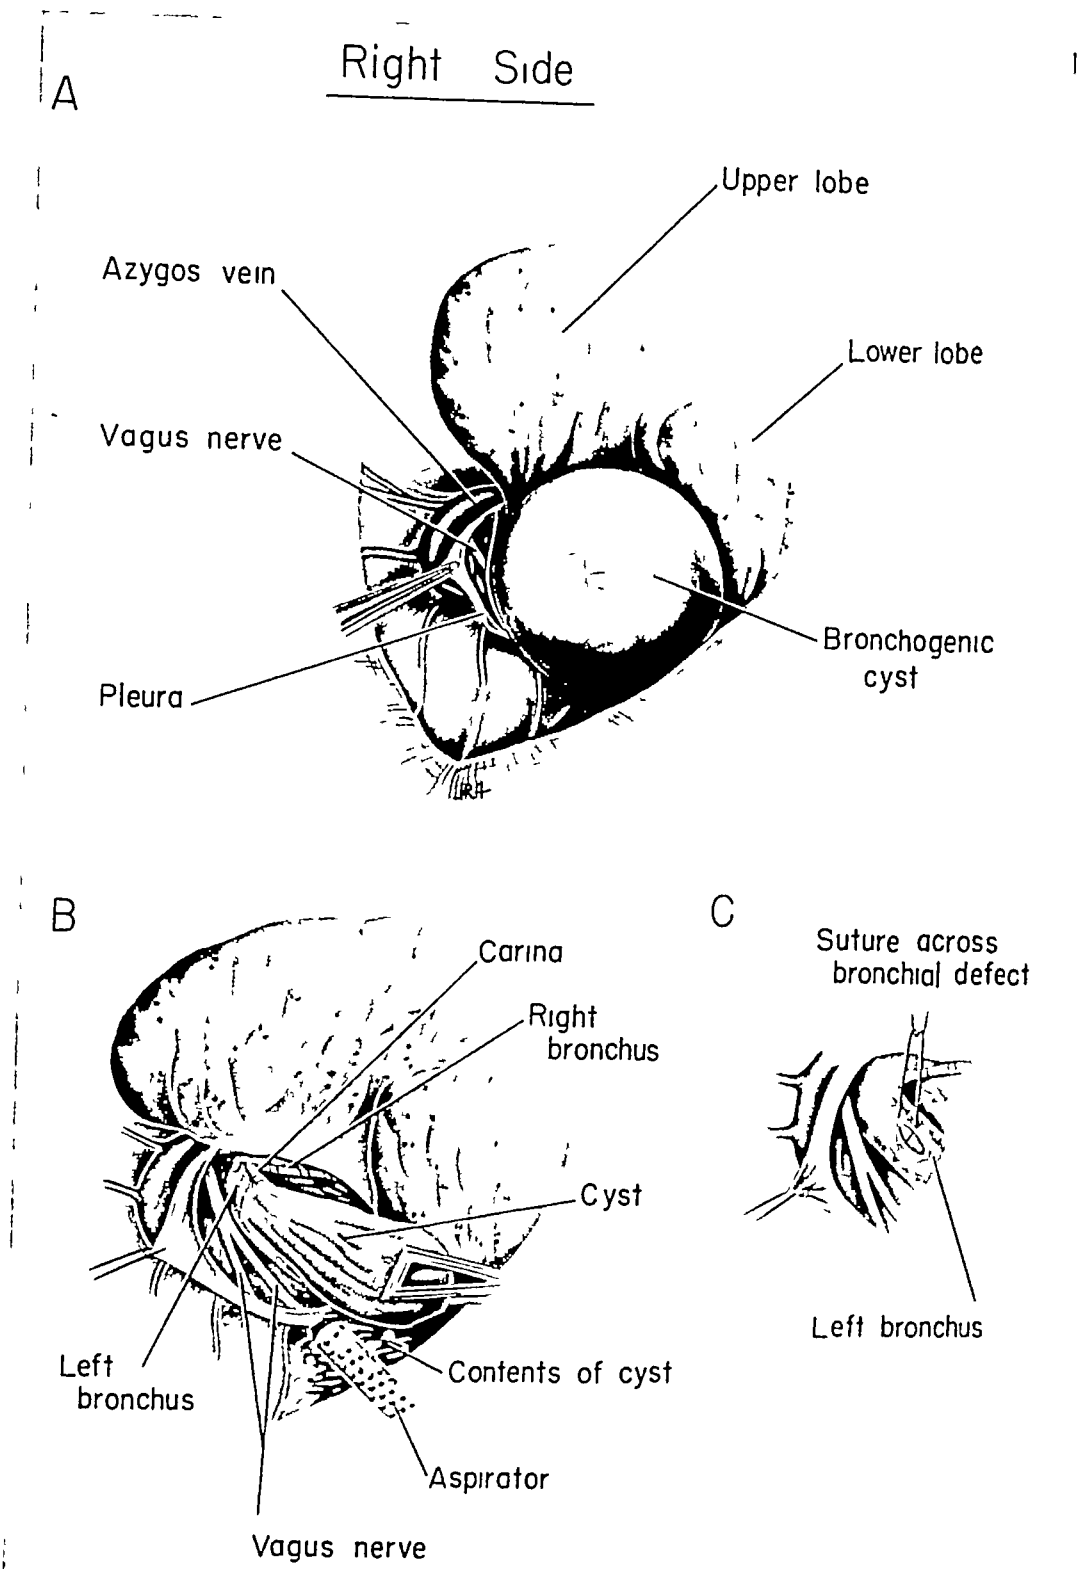 Right Side
A
Upper lobe
Azygos vein
Lower lobe
Vagus nerve
Bronchogenic
cyst
Pleura
B
C
Carina
Suture across
bronchial defect
Right
bronchus
Cyst
Left bronchus
Left
bronchus
Contents of cyst
Aspirator
Vagus nerve